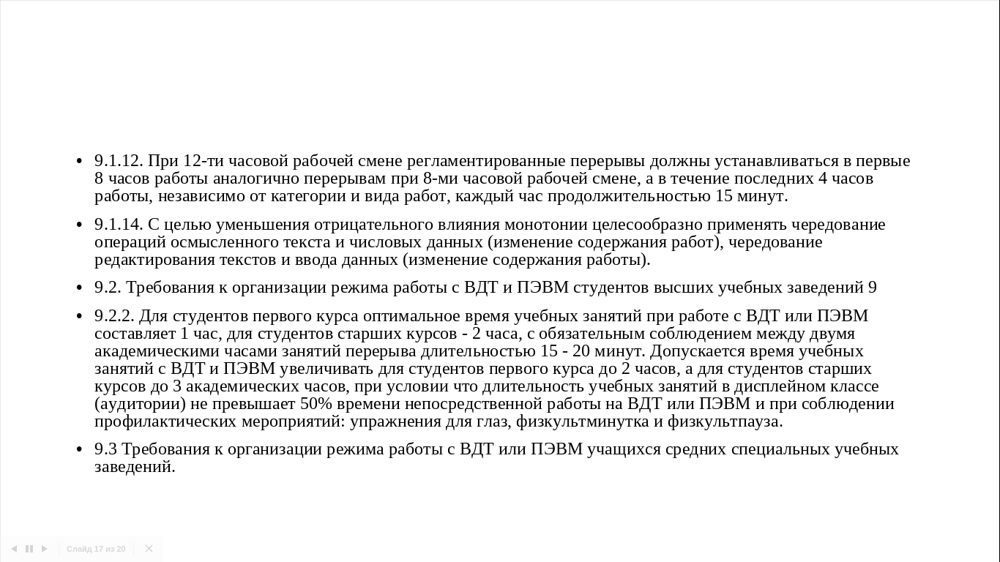 • 9.1.12. При 12-ти часовой рабочей смене регламентированные перерывы должны устанавливаться в первые
8 часов работы аналогично перерывам при 8-ми часовой рабочей смене, а в течение последних 4 часов
работы, независимо от категории и вида работ, каждый час продолжительностью 15 минут.
• 9.1.14. С целью уменьшения отрицательного влияния монотонии целесообразно применять чередование
операций осмысленного текста и числовых данных (изменение содержания работ), чередование
редактирования текстов и ввода данных (изменение содержания работы).
• 9.2. Требования к организации режима работы с ВДТ и ПЭВМ студентов высших учебных заведений 9
• 9.2.2. Для студентов первого курса оптимальное время учебных занятий при работе с ВДТ или ПЭВМ
составляет 1 час, для студентов старших курсов - 2 часа, с обязательным соблюдением между двумя
академическими часами занятий перерыва длительностью 15 - 20 минут. Допускается время учебных
занятий с ВДТ и ПЭВМ увеличивать для студентов первого курса до 2 часов, а для студентов старших
курсов до 3 академических часов, при условии что длительность учебных занятий в дисплейном классе
(аудитории) не превышает 50% времени непосредственной работы на ВДТ или ПЭВМ и при соблюдении
профилактических мероприятий: упражнения для глаз, физкультминутка и физкультпауза.
• 9.3 Требования к организации режима работы с ВДТ или ПЭВМ учащихся средних специальных учебных
заведений.
Слайд 17 из 20